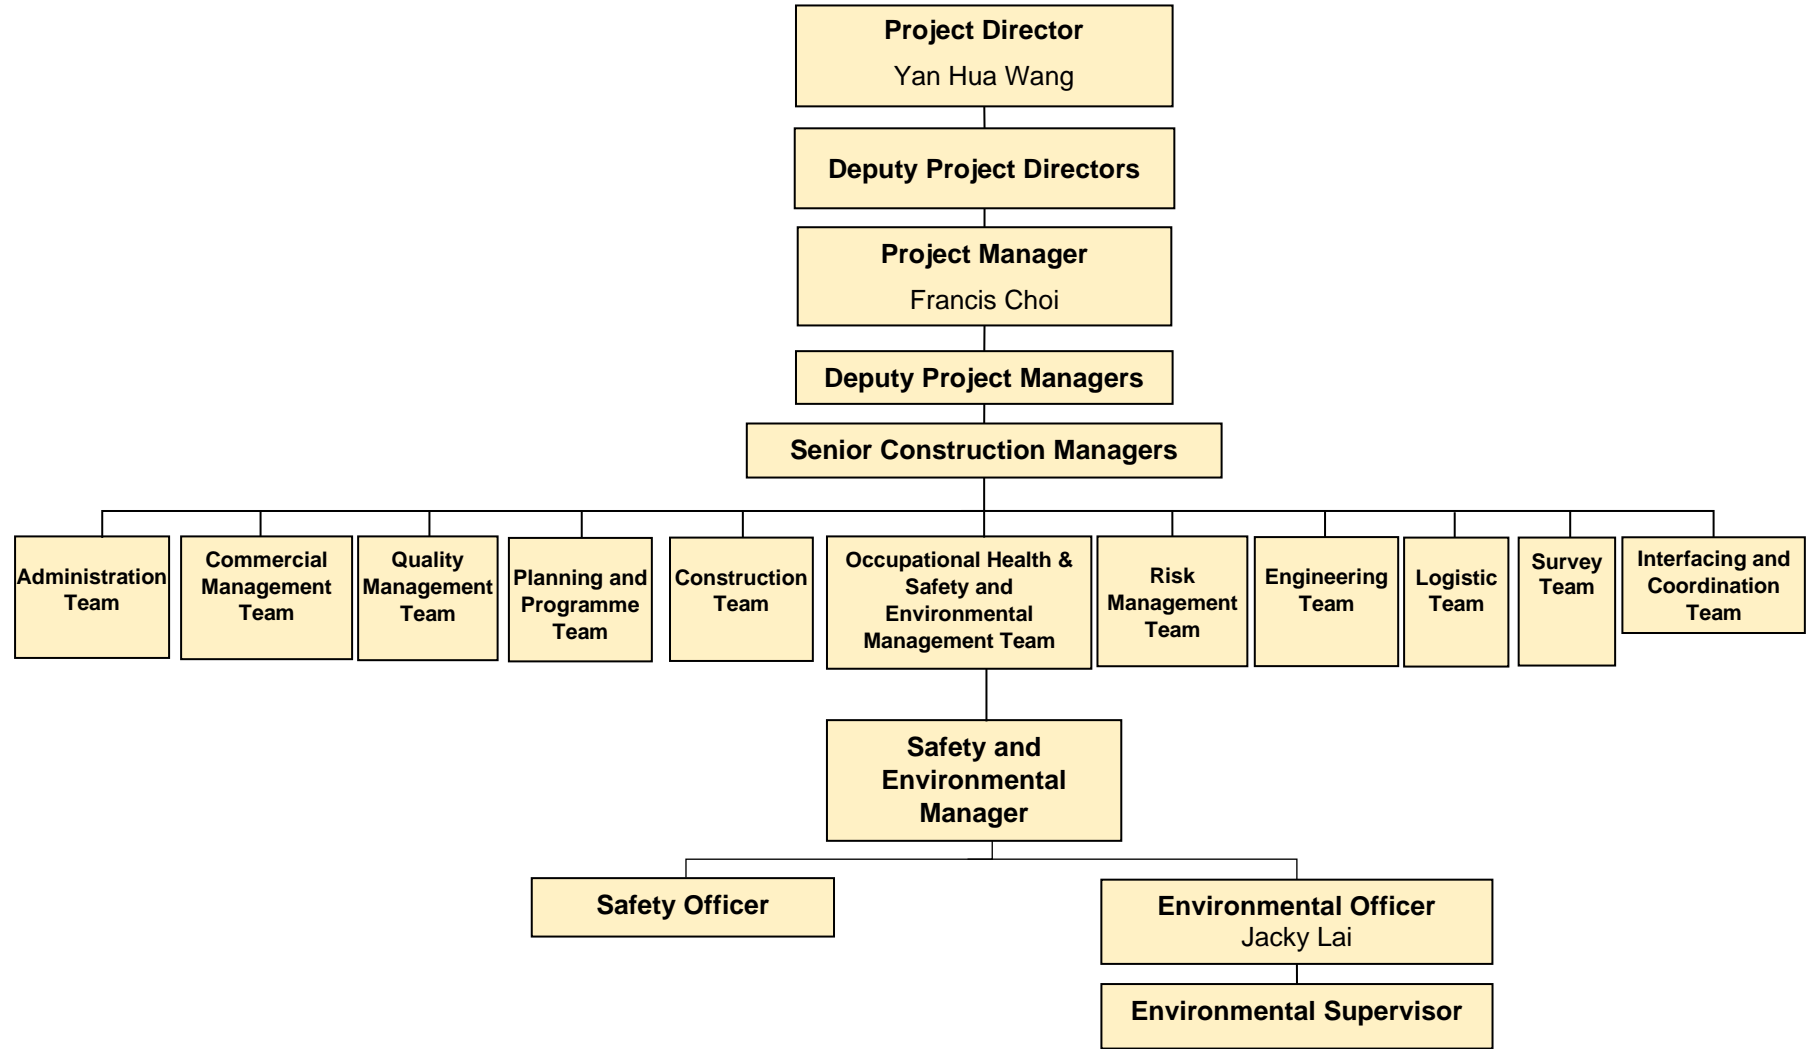 Project Director
Yan Hua Wang
Deputy Project Directors
Project Manager
Francis Choi
Deputy Project Managers
Senior Construction Managers
Administration
Team
Commercial
Management
Team
Quality
Management
Team
Planning and
Programme
Team
Construction
Team
Occupational Health &
Safety and
Environmental
Management Team
Risk
Management
Team
Engineering
Team
Logistic
Team
Survey
Team
Interfacing and
Coordination
Team
Safety and
Environmental
Manager
Safety Officer
Environmental Officer
Jacky Lai
Environmental Supervisor